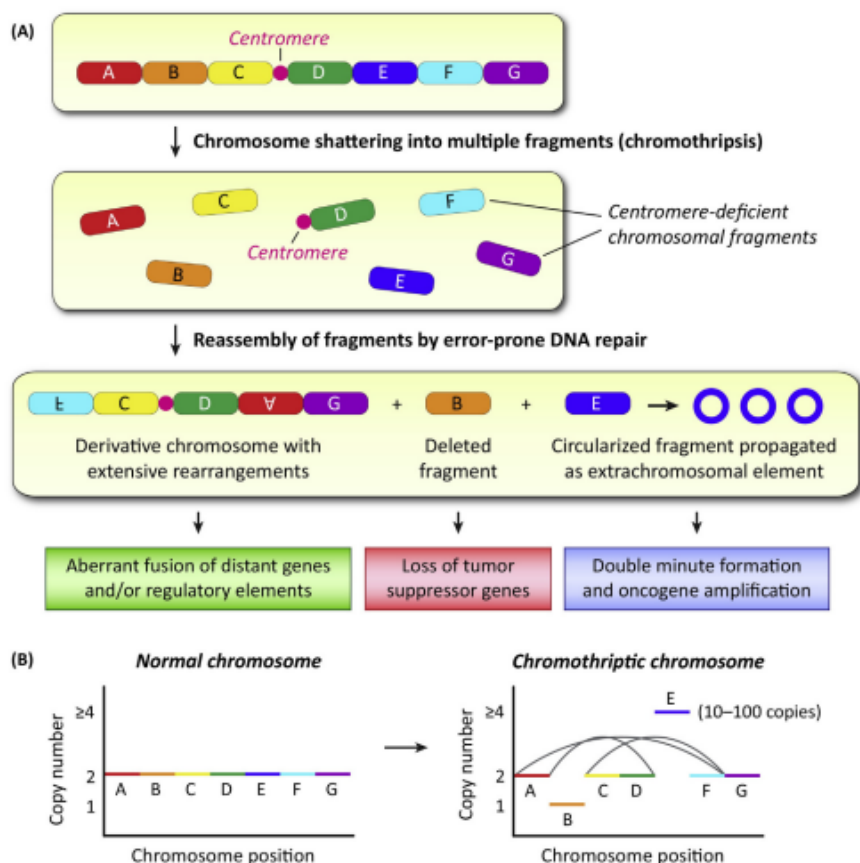 (A)
Centromere
A B C D E F G
Chromosome shattering into multiple fragments (chromothripsis)
A C D F
Centromere
B E G
Centromere-deficient
chromosomal fragments
Reassembly of fragments by error-prone DNA repair
F C D A G + B + E
Derivative chromosome with
extensive rearrangements
Deleted
fragment
Circularized fragment propagated
as extrachromosomal element
Aberrant fusion of distant genes
and/or regulatory elements
Loss of tumor
suppressor genes
Double minute formation
and oncogene amplification
(B)
Normal chromosome
Copy number
≥4
2
1
A B C D E F G
Chromosome position
Chromothriptic chromosome
Copy number
≥4
2
1
E (10–100 copies)
A C D F G
B
Chromosome position